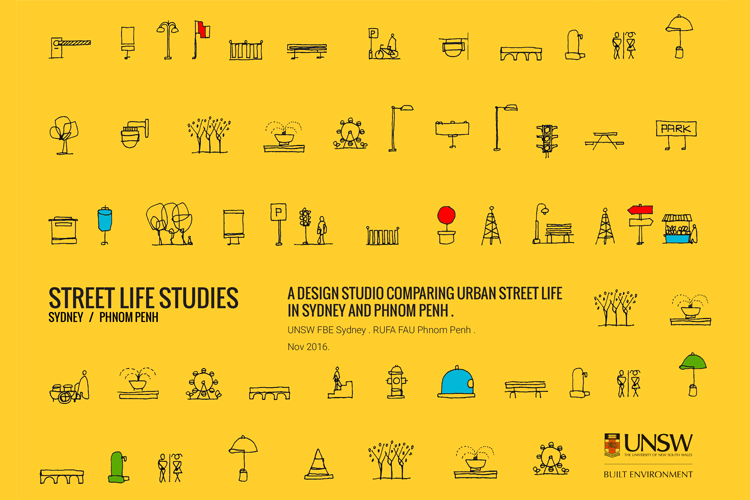 P
PARK
P
STREET LIFE STUDIES
SYDNEY / PHNOM PENH
A DESIGN STUDIO COMPARING URBAN STREET LIFE
IN SYDNEY AND PHNOM PENH .
UNSW FBE Sydney . RUFA FAU Phnom Penh .
Nov 2016.
UNSW
THE UNIVERSITY OF NEW SOUTH WALES
BUILT ENVIRONMENT